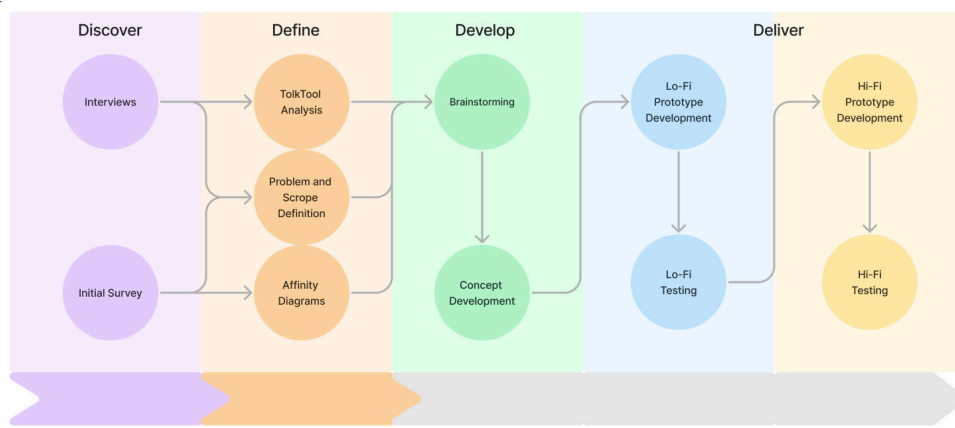 Discover
Define
Develop
Deliver
Interviews
Initial Survey
TolkTool
Analysis
Problem and
Scrope
Definition
Affinity
Diagrams
Brainstorming
Concept
Development
Lo-Fi
Prototype
Development
Lo-Fi
Testing
Hi-Fi
Prototype
Development
Hi-Fi
Testing